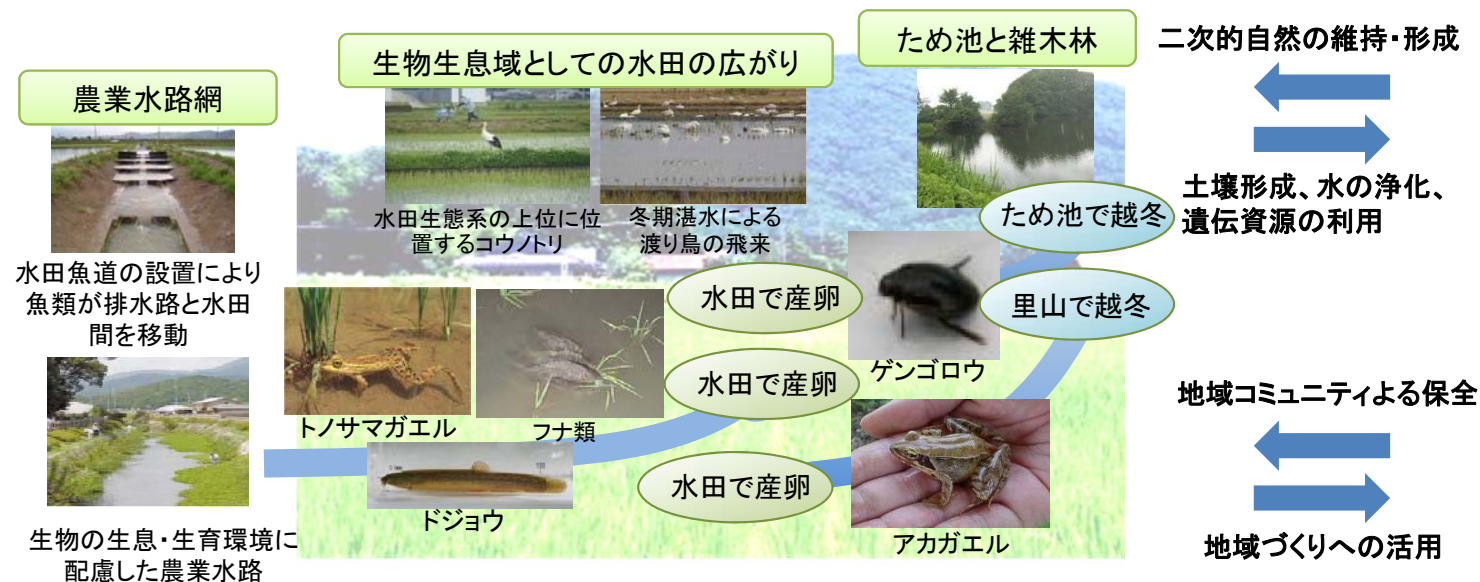 農業水路網
水田魚道の設置により
魚類が排水路と水田
間を移動
生物の生息・生育環境に
配慮した農業水路
生物生息域としての水田の広がり
水田生態系の上位に位
置するコウノトリ
冬期湛水による
渡り鳥の飛来
トノサマガエル
フナ類
ドジョウ
水田で産卵
水田で産卵
水田で産卵
ため池と雑木林
ため池で越冬
里山で越冬
ゲンゴロウ
アカガエル
二次的自然の維持・形成
土壌形成、水の浄化、
遺伝資源の利用
地域コミュニティよる保全
地域づくりへの活用